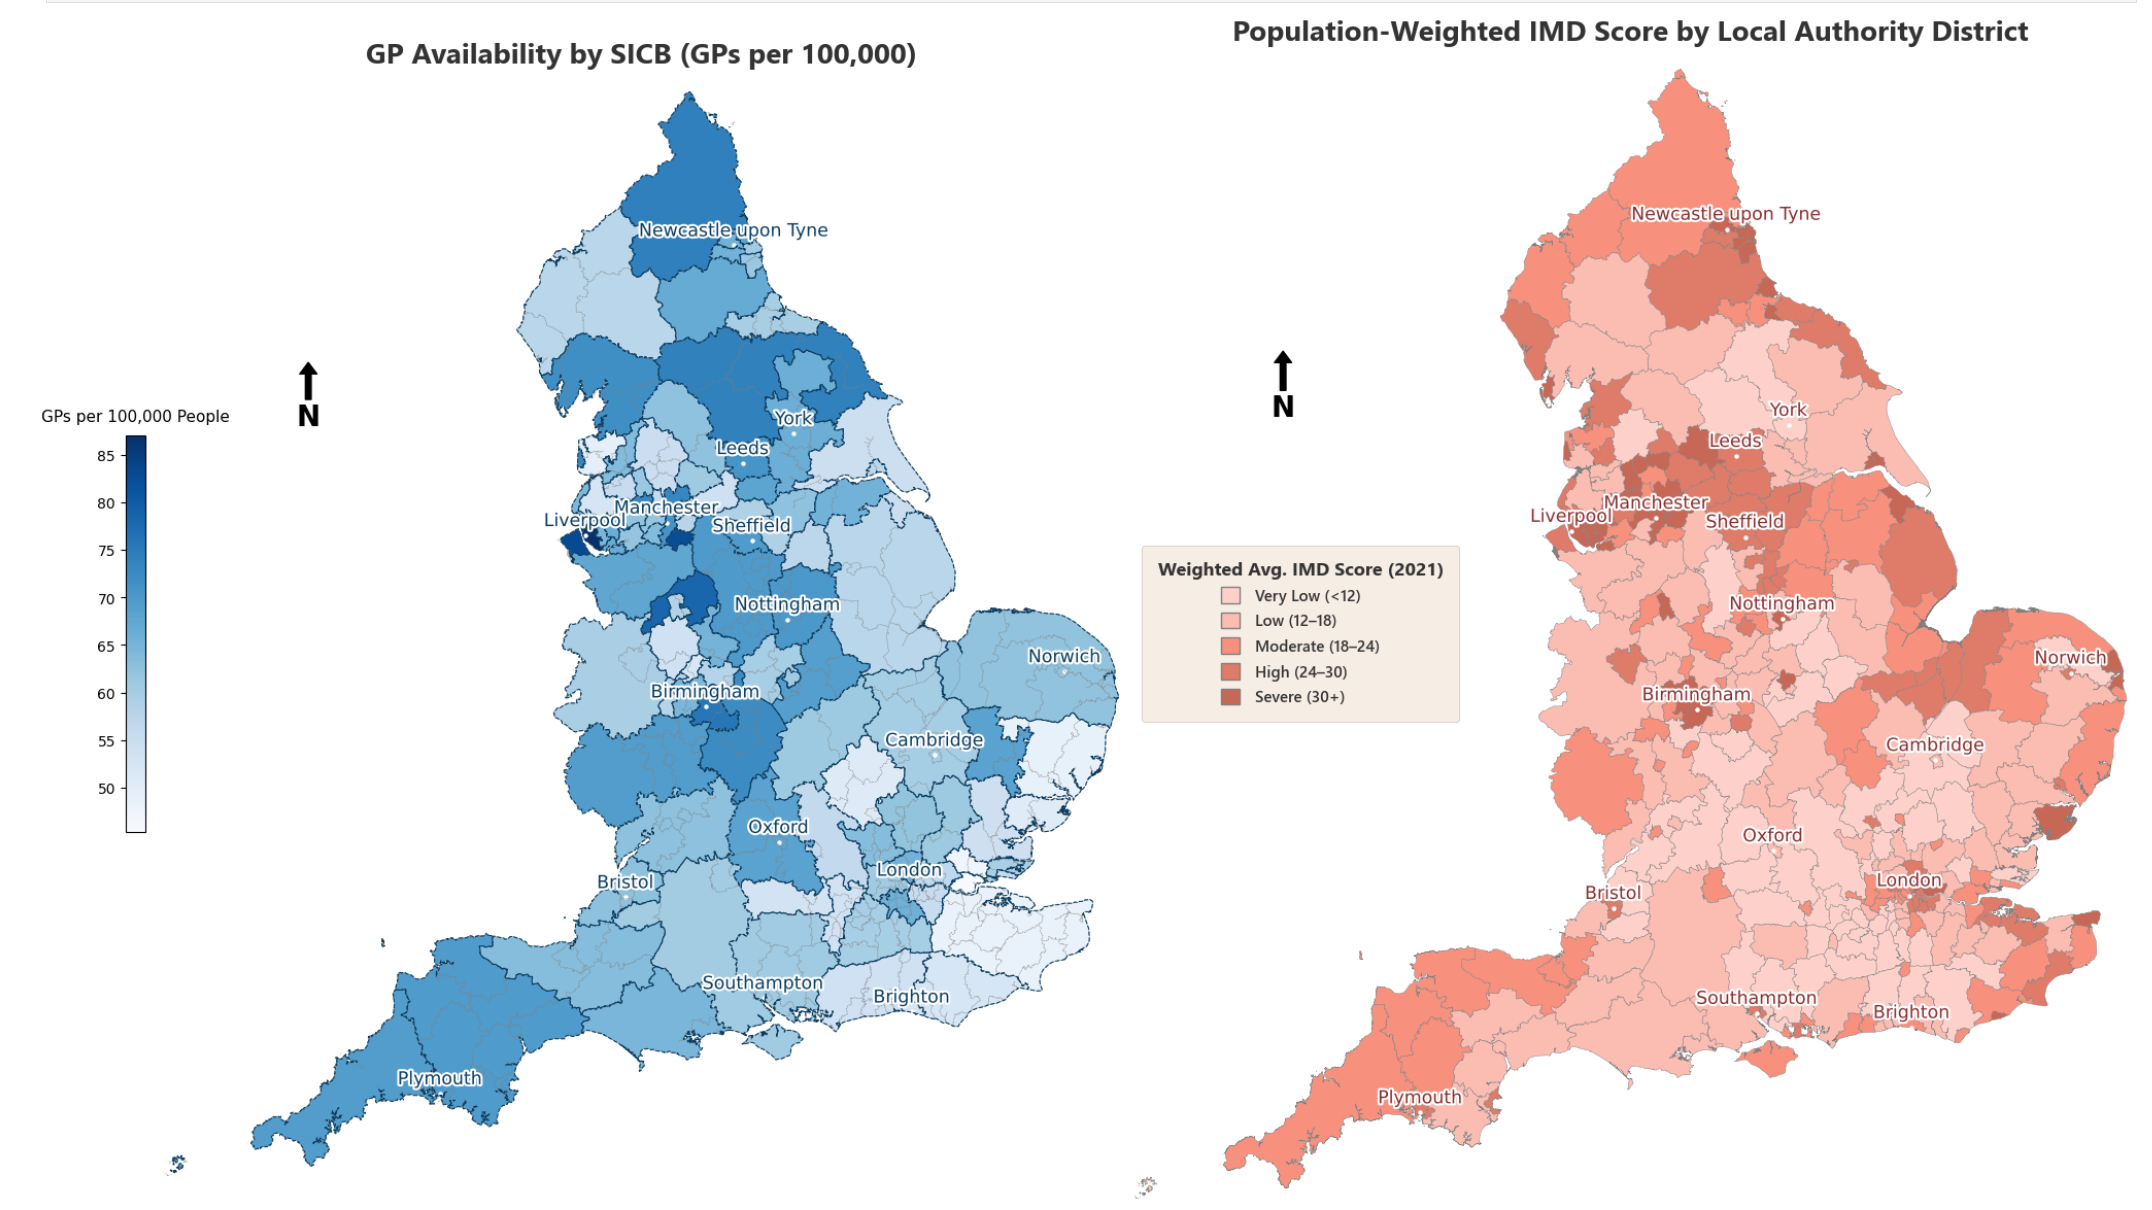 GP Availability by SICB (GPs per 100,000)
Newcastle upon Tyne
N
GPs per 100,000 People
85
80
75
70
65
60
55
50
York
Leeds
Manchester
Liverpool
Sheffield
Nottingham
Norwich
Birmingham
Cambridge
Oxford
London
Bristol
Southampton
Brighton
Plymouth
Population-Weighted IMD Score by Local Authority District
Newcastle upon Tyne
N
York
Leeds
Manchester
Liverpool
Sheffield
Weighted Avg. IMD Score (2021)
Very Low (<12)
Low (12–18)
Moderate (18–24)
High (24–30)
Severe (30+)
Nottingham
Norwich
Birmingham
Cambridge
Oxford
London
Bristol
Southampton
Brighton
Plymouth